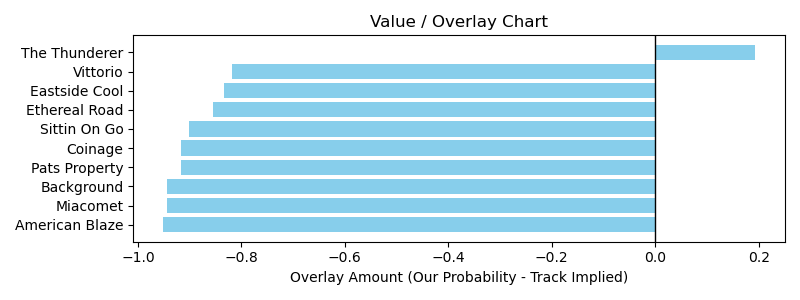 Value / Overlay Chart
The Thunderer
Vittorio
Eastside Cool
Ethereal Road
Sittin On Go
Coinage
Pats Property
Background
Miacomet
American Blaze
−1.0 −0.8 −0.6 −0.4 −0.2 0.0 0.2
Overlay Amount (Our Probability - Track Implied)